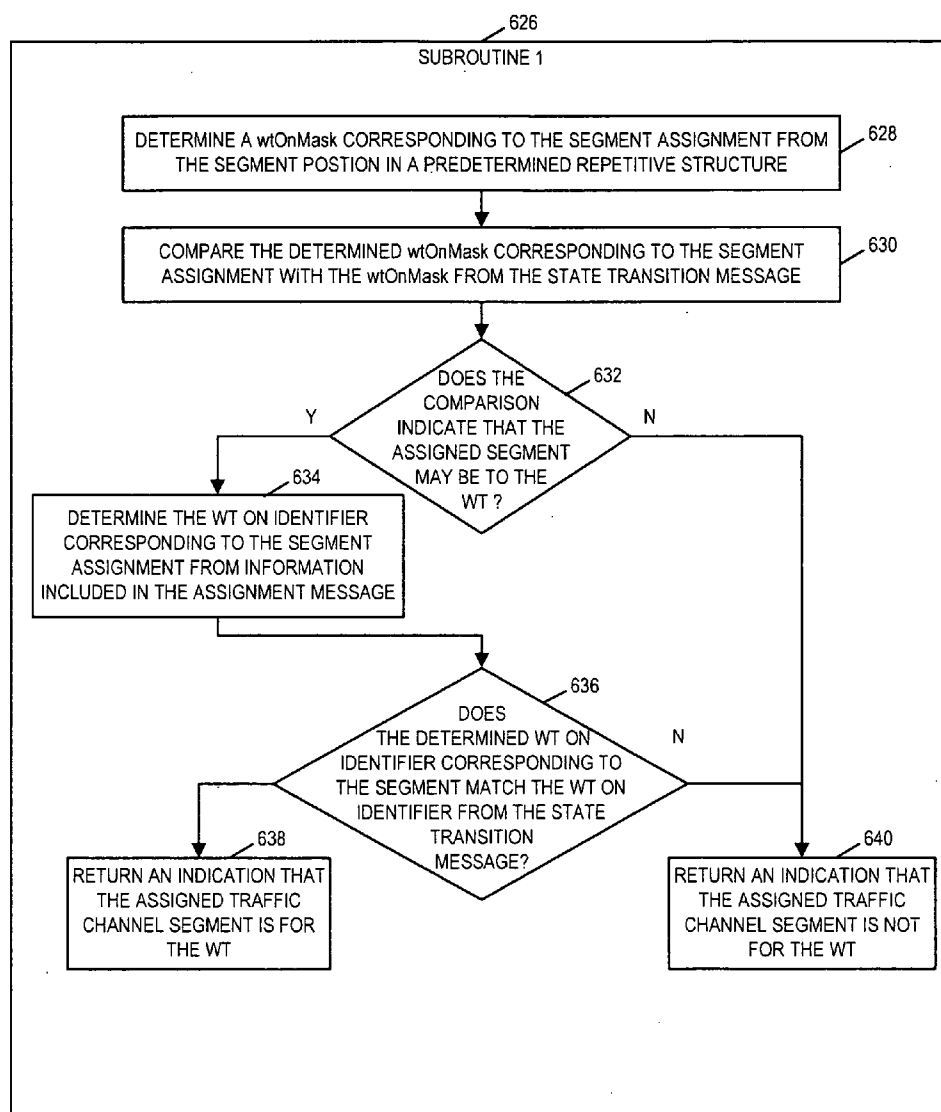 626
SUBROUTINE 1
DETERMINE A wtOnMask CORRESPONDING TO THE SEGMENT ASSIGNMENT FROM
THE SEGMENT POSTION IN A PREDETERMINED REPETITIVE STRUCTURE
628
COMPARE THE DETERMINED wtOnMask CORRESPONDING TO THE SEGMENT
ASSIGNMENT WITH THE wtOnMask FROM THE STATE TRANSITION MESSAGE
630
DOES THE
COMPARISON
INDICATE THAT THE
ASSIGNED SEGMENT
MAY BE TO THE
WT ?
632
Y
N
634
DETERMINE THE WT ON IDENTIFIER
CORRESPONDING TO THE SEGMENT
ASSIGNMENT FROM INFORMATION
INCLUDED IN THE ASSIGNMENT MESSAGE
636
DOES
THE DETERMINED WT ON
IDENTIFIER CORRESPONDING TO
THE SEGMENT MATCH THE WT ON
IDENTIFIER FROM THE STATE
TRANSITION
MESSAGE?
N
638
RETURN AN INDICATION THAT
THE ASSIGNED TRAFFIC
CHANNEL SEGMENT IS FOR
THE WT
640
RETURN AN INDICATION THAT
THE ASSIGNED TRAFFIC
CHANNEL SEGMENT IS NOT
FOR THE WT